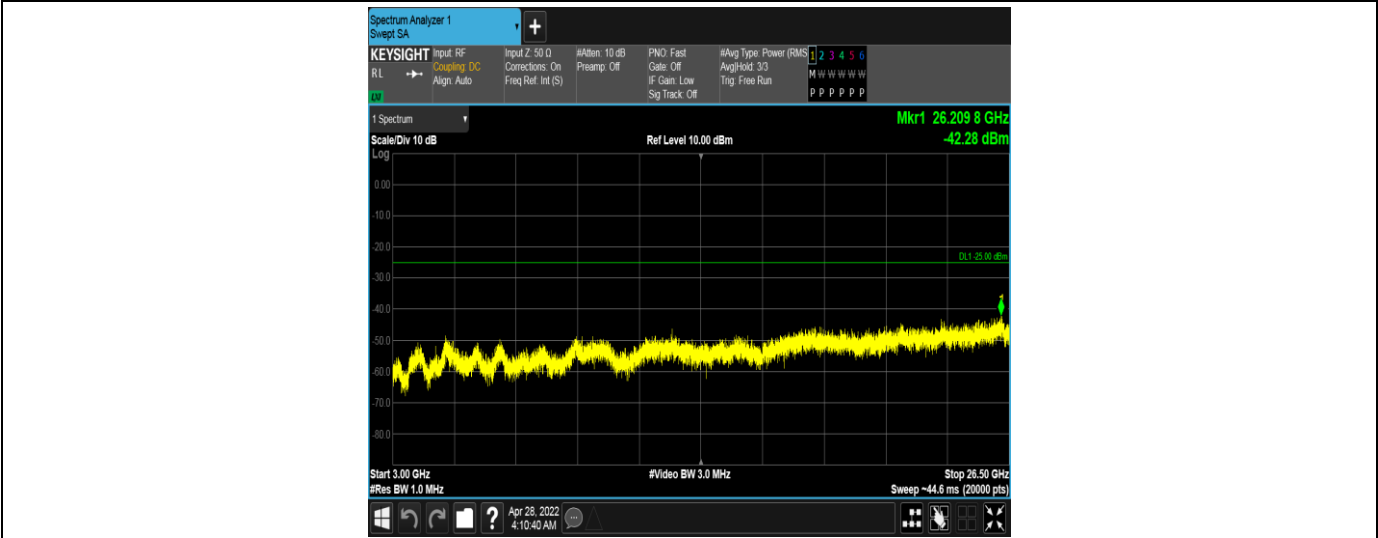 Spectrum Analyzer 1
Swept SA
+
KEYSIGHT
RL
Input: RF
Coupling: DC
Align: Auto
Input Z: 50 Ω
Corrections: On
Freq Ref: Int (S)
#Atten: 10 dB
Preamp: Off
PNO: Fast
Gate: Off
IF Gain: Low
Sig Track: Off
#Avg Type: Power (RMS
Avg|Hold: 3/3
Trig: Free Run
1 2 3 4 5 6
M W W W W W
P P P P P P
1 Spectrum
Mkr1 26.209 8 GHz
Scale/Div 10 dB
Ref Level 10.00 dBm
-42.28 dBm
Log
0.00
-10.0
-20.0
DL1 -25.00 dBm
-30.0
1
-40.0
-50.0
-60.0
-70.0
-80.0
Start 3.00 GHz
#Video BW 3.0 MHz
Stop 26.50 GHz
#Res BW 1.0 MHz
Sweep ~44.6 ms (20000 pts)
?
Apr 28, 2022
4:10:40 AM